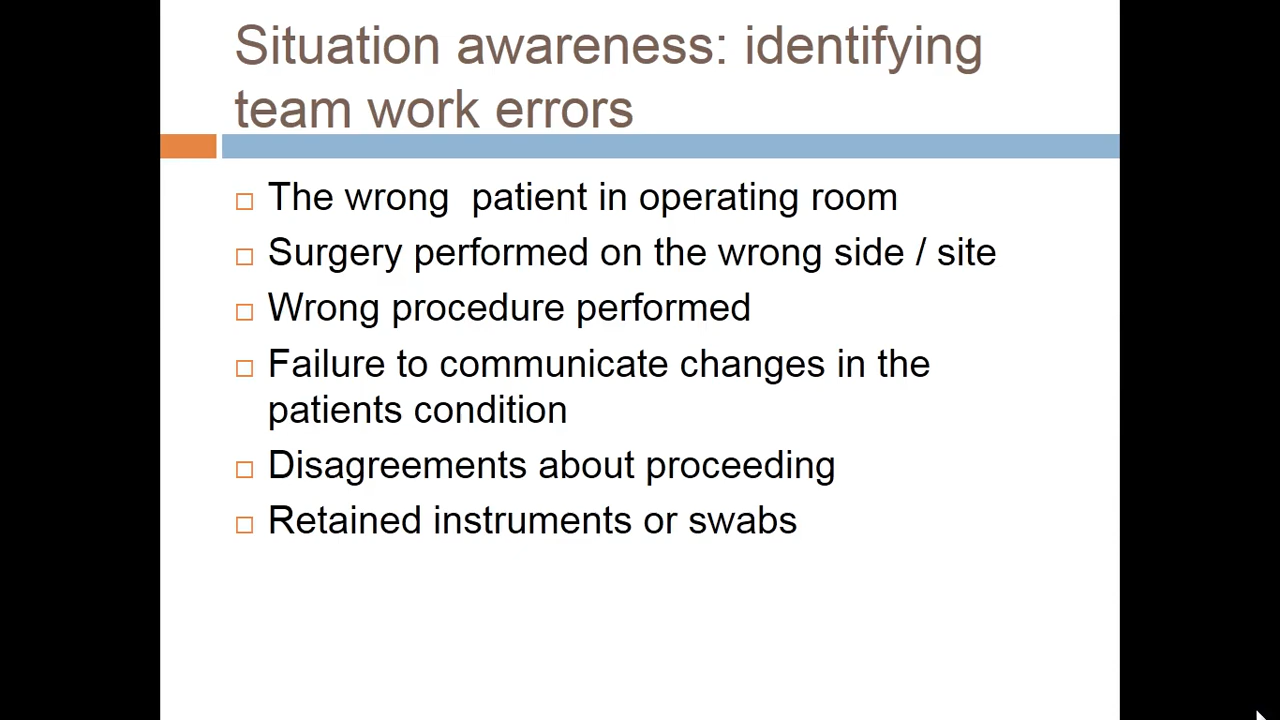 Situation awareness: identifying
team work errors
The wrong  patient in operating room
Surgery performed on the wrong side / site
Wrong procedure performed
Failure to communicate changes in the
patients condition
Disagreements about proceeding
Retained instruments or swabs